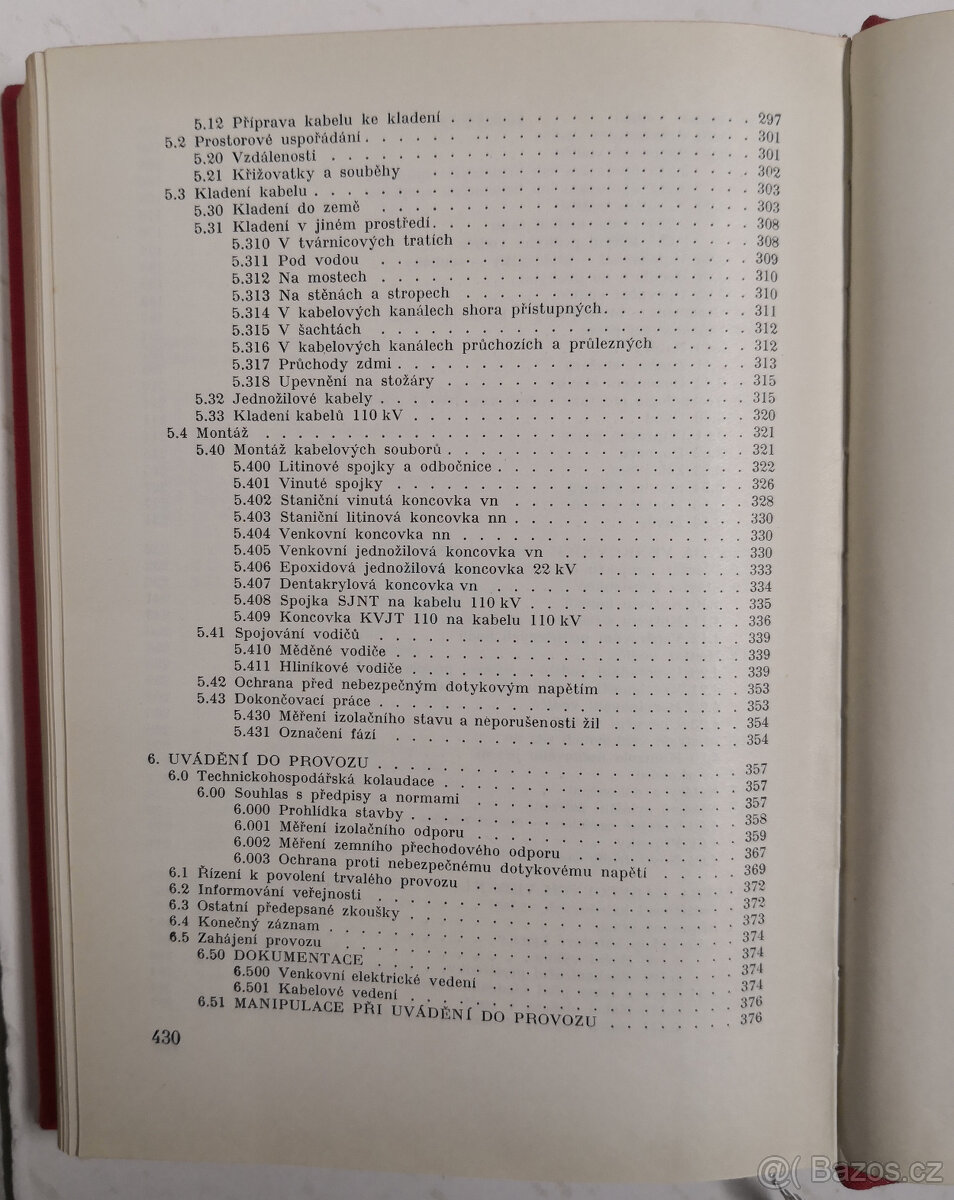 5.12 Příprava kabelu ke kladení . . . . . . . . . . . . . . . . 297
5.2 Prostorové uspořádání . . . . . . . . . . . . . . . . . . . 301
5.20 Vzdálenosti . . . . . . . . . . . . . . . . . . . . . . 301
5.21 Křižovatky a souběhy . . . . . . . . . . . . . . . . . 302
5.3 Kladení kabelu . . . . . . . . . . . . . . . . . . . . . . 303
5.30 Kladení do země . . . . . . . . . . . . . . . . . . . . 303
5.31 Kladení v jiném prostředí . . . . . . . . . . . . . . . . 308
5.310 V tvárnicových tratích . . . . . . . . . . . . . . . 308
5.311 Pod vodou . . . . . . . . . . . . . . . . . . . . 309
5.312 Na mostech . . . . . . . . . . . . . . . . . . . . 310
5.313 Na stěnách a stropech . . . . . . . . . . . . . . . 310
5.314 V kabelových kanálech shora přístupných . . . . . . . . 311
5.315 V šachtách . . . . . . . . . . . . . . . . . . . . 312
5.316 V kabelových kanálech průchozích a průlezných . . . . . 312
5.317 Průchody zdmi . . . . . . . . . . . . . . . . . . . 313
5.318 Upevnění na stožáry . . . . . . . . . . . . . . . . 315
5.32 Jednožilové kabely . . . . . . . . . . . . . . . . . . . 315
5.33 Kladení kabelů 110 kV . . . . . . . . . . . . . . . . . 320
5.4 Montáž . . . . . . . . . . . . . . . . . . . . . . . . . 321
5.40 Montáž kabelových souborů . . . . . . . . . . . . . . . 321
5.400 Litinové spojky a odbočnice . . . . . . . . . . . . . 322
5.401 Vinuté spojky . . . . . . . . . . . . . . . . . . . 326
5.402 Staniční vinutá koncovka vn . . . . . . . . . . . . . 328
5.403 Staniční litinová koncovka nn . . . . . . . . . . . . 330
5.404 Venkovní koncovka nn . . . . . . . . . . . . . . . 330
5.405 Venkovní jednožilová koncovka vn . . . . . . . . . . 330
5.406 Epoxidová jednožilová koncovka 22 kV . . . . . . . . 333
5.407 Dentakrylová koncovka vn . . . . . . . . . . . . . . 334
5.408 Spojka SJNT na kabelu 110 kV . . . . . . . . . . . . 335
5.409 Koncovka KVJT 110 na kabelu 110 kV . . . . . . . . . 336
5.41 Spojování vodičů . . . . . . . . . . . . . . . . . . . . 339
5.410 Měděné vodiče . . . . . . . . . . . . . . . . . . . 339
5.411 Hliníkové vodiče . . . . . . . . . . . . . . . . . . 339
5.42 Ochrana před nebezpečným dotykovým napětím . . . . . . . 353
5.43 Dokončovací práce . . . . . . . . . . . . . . . . . . . 353
5.430 Měření izolačního stavu a neporušenosti žil . . . . . . . 354
5.431 Označení fází . . . . . . . . . . . . . . . . . . . 354
6. UVÁDĚNÍ DO PROVOZU . . . . . . . . . . . . . . . . . . . 357
6.0 Technickohospodářská kolaudace . . . . . . . . . . . . . . 357
6.00 Souhlas s předpisy a normami . . . . . . . . . . . . . . 357
6.000 Prohlídka stavby . . . . . . . . . . . . . . . . . . 358
6.001 Měření izolačního odporu . . . . . . . . . . . . . . 359
6.002 Měření zemního přechodového odporu . . . . . . . . . 367
6.003 Ochrana proti nebezpečnému dotykovému napětí . . . . . 369
6.1 Řízení k povolení trvalého provozu . . . . . . . . . . . . . 372
6.2 Informování veřejnosti . . . . . . . . . . . . . . . . . . 372
6.3 Ostatní předepsané zkoušky . . . . . . . . . . . . . . . . 373
6.4 Konečný záznam . . . . . . . . . . . . . . . . . . . . . 374
6.5 Zahájení provozu . . . . . . . . . . . . . . . . . . . . 374
6.50 DOKUMENTACE . . . . . . . . . . . . . . . . . . . . 374
6.500 Venkovní elektrické vedení . . . . . . . . . . . . . 374
6.501 Kabelové vedení . . . . . . . . . . . . . . . . . . 376
6.51 MANIPULACE PŘI UVÁDĚNÍ DO PROVOZU . . . . . . . . 376
430
@ Bazos.cz